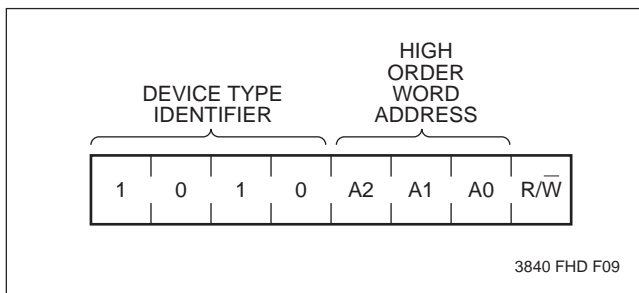 HIGH
ORDER
DEVICE TYPE WORD
IDENTIFIER ADDRESS
1 0 1 0 A2 A1 A0 R/W̅
3840 FHD F09